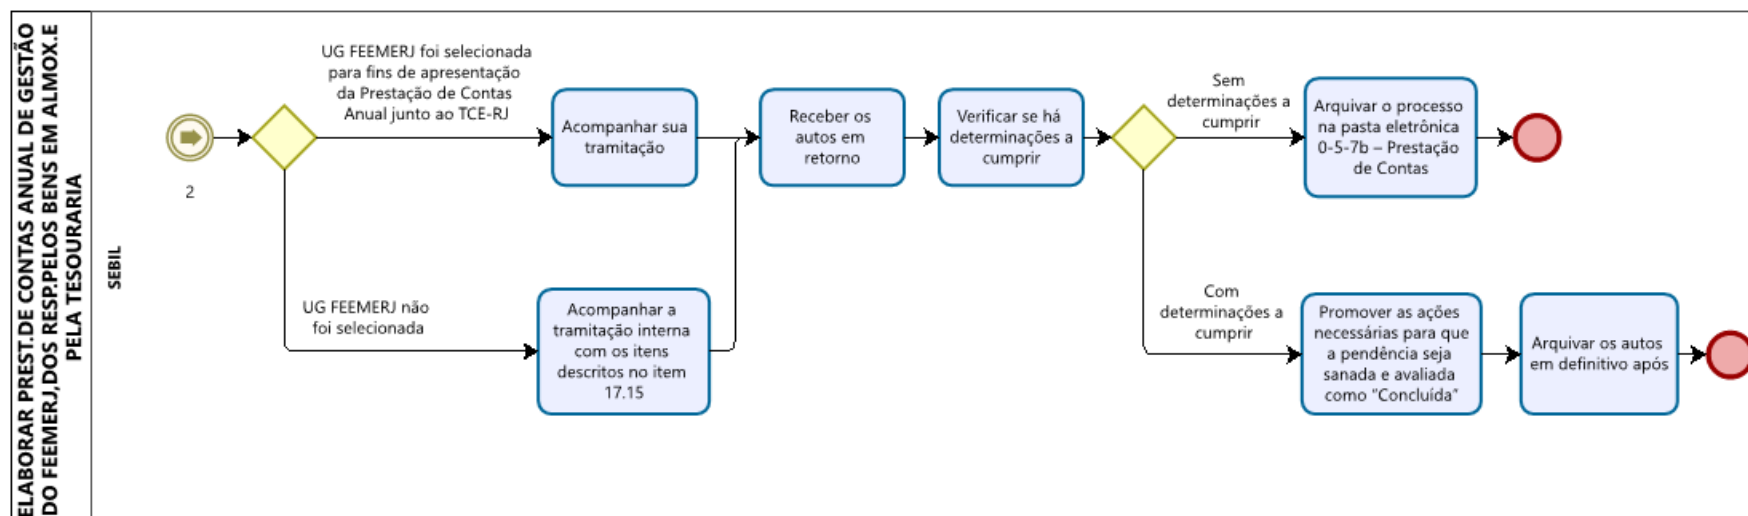 ELABORAR PREST.DE CONTAS ANUAL DE GESTÃO
DO FEEMERJ,DOS RESP.PELOS BENS EM ALMOX.E
PELA TESOURARIA
SEBIL
2
UG FEEMERJ foi selecionada
para fins de apresentação
da Prestação de Contas
Anual junto ao TCE-RJ
UG FEEMERJ não
foi selecionada
Acompanhar sua
tramitação
Acompanhar a
tramitação interna
com os itens
descritos no item
17.15
Receber os
autos em
retorno
Verificar se há
determinações a
cumprir
Sem
determinações a
cumprir
Arquivar o processo
na pasta eletrônica
0-5-7b – Prestação
de Contas
Com
determinações a
cumprir
Promover as ações
necessárias para que
a pendência seja
sanada e avaliada
como "Concluída"
Arquivar os autos
em definitivo após